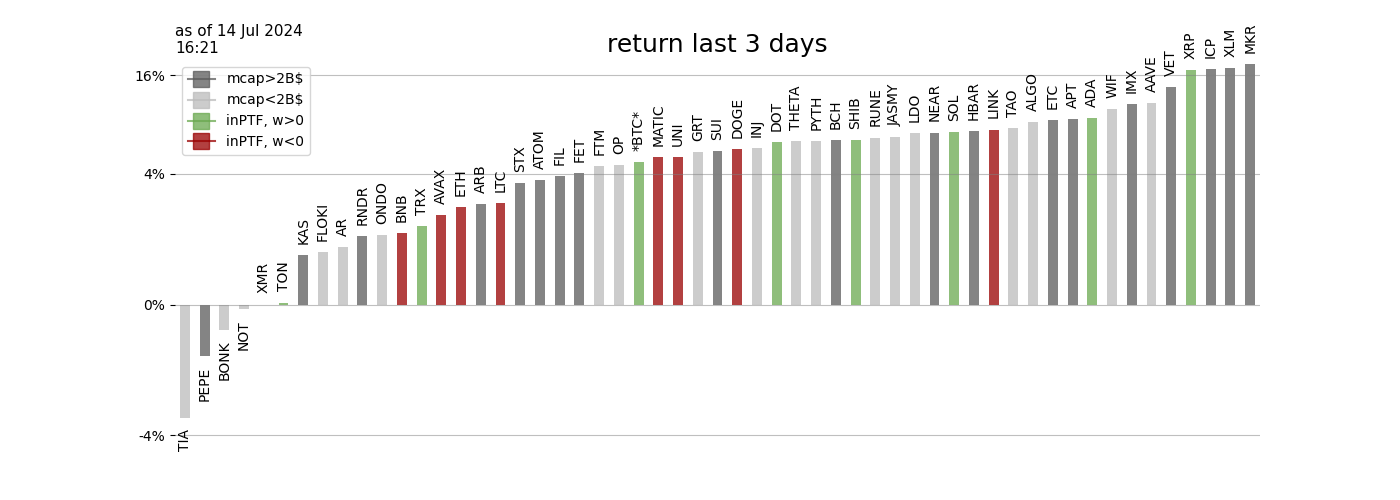 as of 14 Jul 2024
16:21
return last 3 days
mcap>2B$
mcap<2B$
inPTF, w>0
inPTF, w<0
16%
4%
0%
-4%
TIA
PEPE
BONK
NOT
XMR
TON
KAS
FLOKI
AR
RNDR
ONDO
BNB
TRX
AVAX
ETH
ARB
LTC
STX
ATOM
FIL
FET
FTM
OP
*BTC*
MATIC
UNI
GRT
SUI
DOGE
INJ
DOT
THETA
PYTH
BCH
SHIB
RUNE
JASMY
LDO
NEAR
SOL
HBAR
LINK
TAO
ALGO
ETC
APT
ADA
WIF
IMX
AAVE
VET
XRP
ICP
XLM
MKR